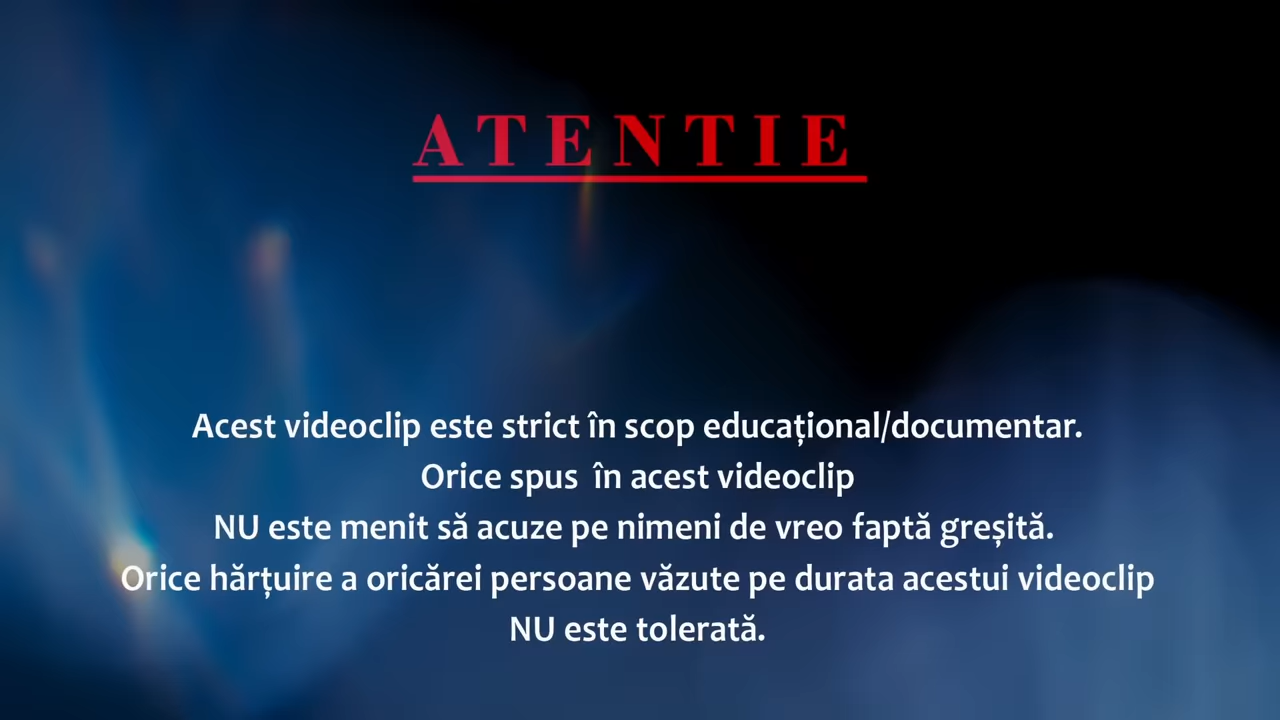 ATENTIE
Acest videoclip este strict în scop educațional/documentar.
Orice spus  în acest videoclip
NU este menit să acuze pe nimeni de vreo faptă greșită.
Orice hărțuire a oricărei persoane văzute pe durata acestui videoclip
NU este tolerată.